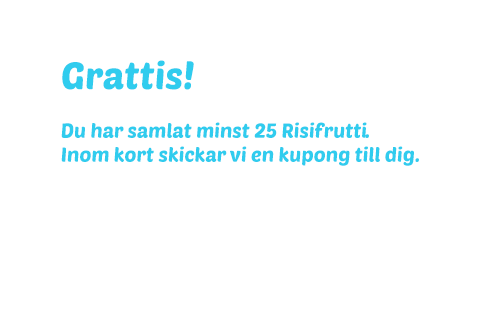 Grattis!
Du har samlat minst 25 Risifrutti.
Inom kort skickar vi en kupong till dig.